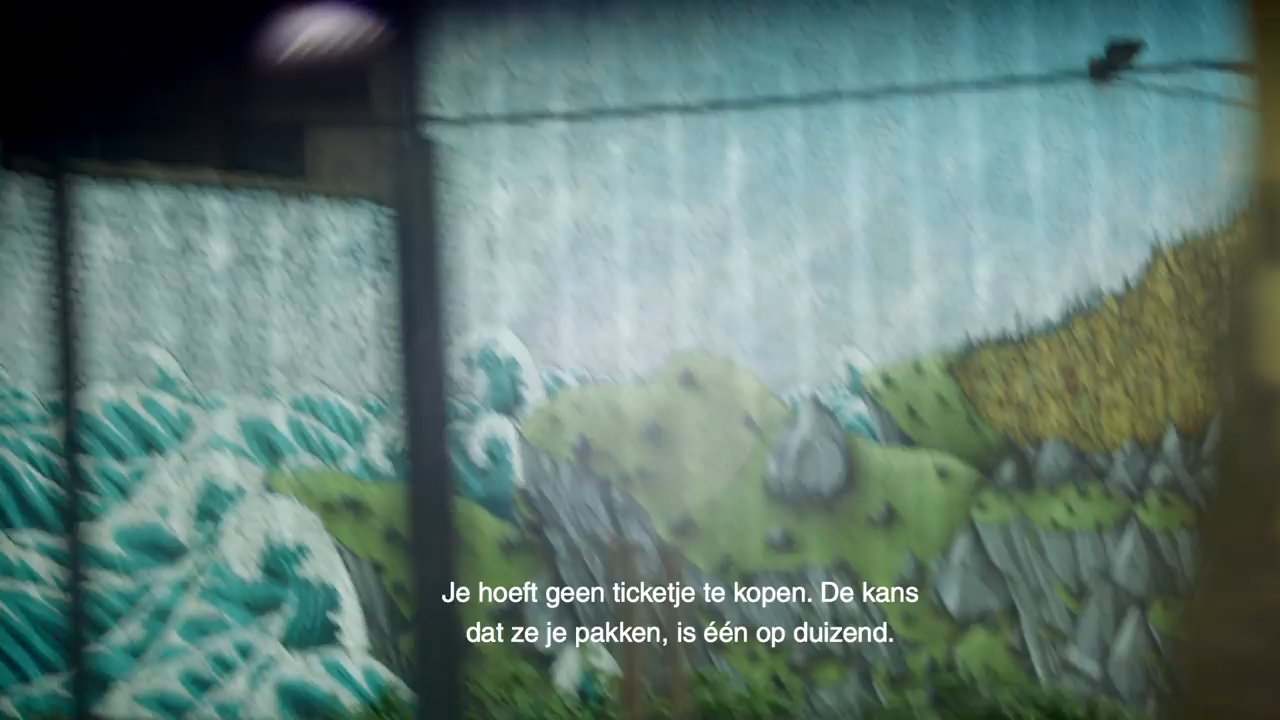 Je hoeft geen ticketje te kopen. De kans
dat ze je pakken, is één op duizend.